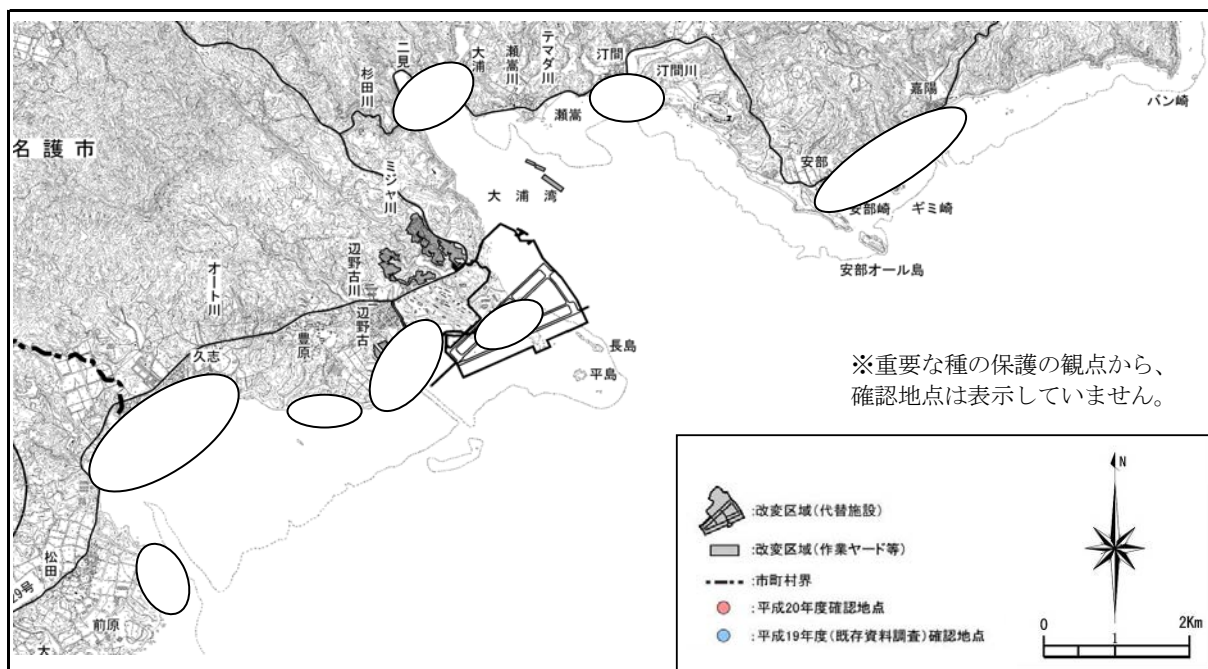 二見
大浦
瀬嵩川
テマダ川
汀間
汀間川
嘉陽
バン崎
杉田川
瀬嵩
名護市
安部
ミジャ川
大浦湾
安部崎
ギミ崎
安部オール島
辺野古川
オート川
辺野古
豊原
久志
長島
平島
※重要な種の保護の観点から、
確認地点は表示していません。
松田
29号
前原
大
:改変区域(代替施設)
:改変区域(作業ヤード等)
:市町村界
:平成20年度確認地点
:平成19年度(既存資料調査)確認地点
N
0
1
2Km